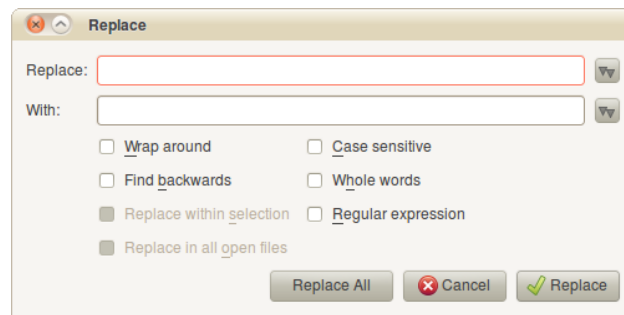 Replace
Replace:
With:
Wrap around Case sensitive
Find backwards Whole words
Replace within selection Regular expression
Replace in all open files
Replace All Cancel Replace